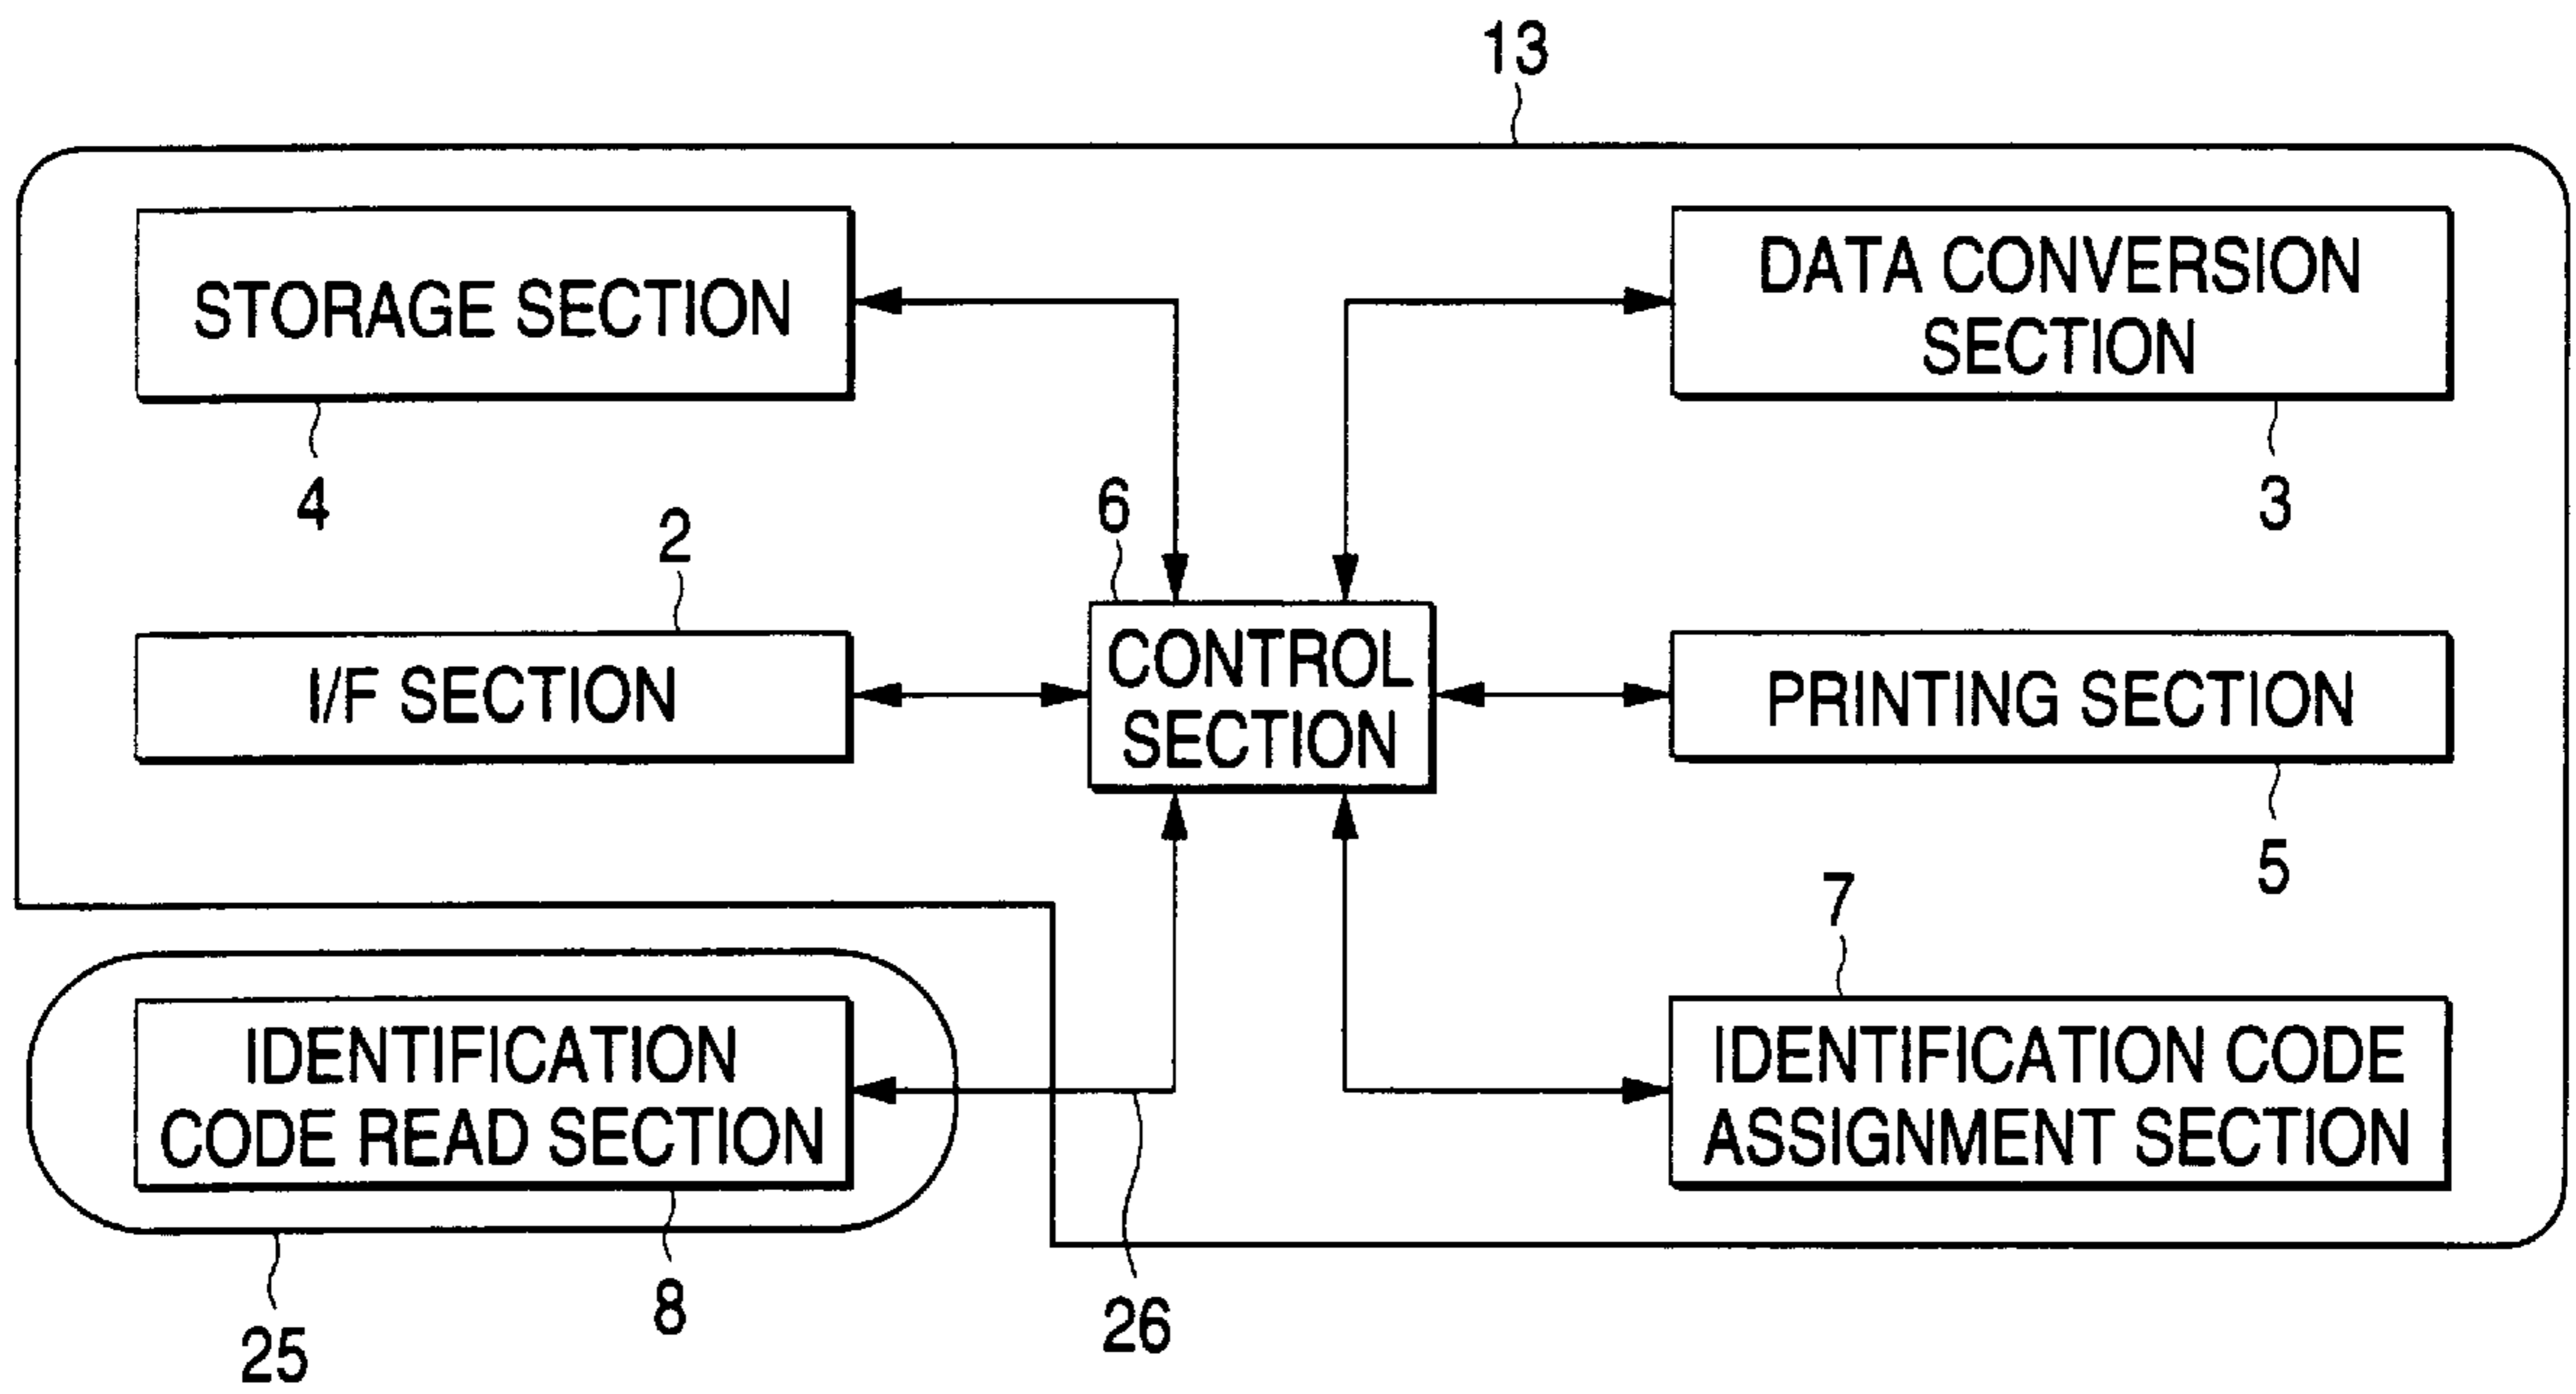 13
STORAGE SECTION
4
DATA CONVERSION
SECTION
3
2
I/F SECTION
6
CONTROL
SECTION
PRINTING SECTION
5
7
IDENTIFICATION
CODE READ SECTION
8
25
26
IDENTIFICATION CODE
ASSIGNMENT SECTION